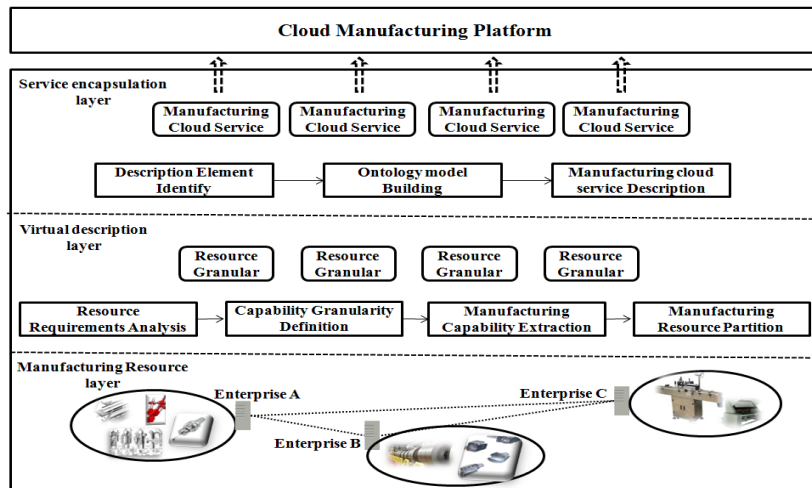 Cloud Manufacturing Platform
Service encapsulation
layer
Manufacturing
Cloud Service
Manufacturing
Cloud Service
Manufacturing
Cloud Service
Manufacturing
Cloud Service
Description Element
Identify
Ontology model
Building
Manufacturing cloud
service Description
Virtual description
layer
Resource
Granular
Resource
Granular
Resource
Granular
Resource
Granular
Resource
Requirements Analysis
Capability Granularity
Definition
Manufacturing
Capability Extraction
Manufacturing
Resource Partition
Manufacturing Resource
layer
Enterprise A
Enterprise B
Enterprise C